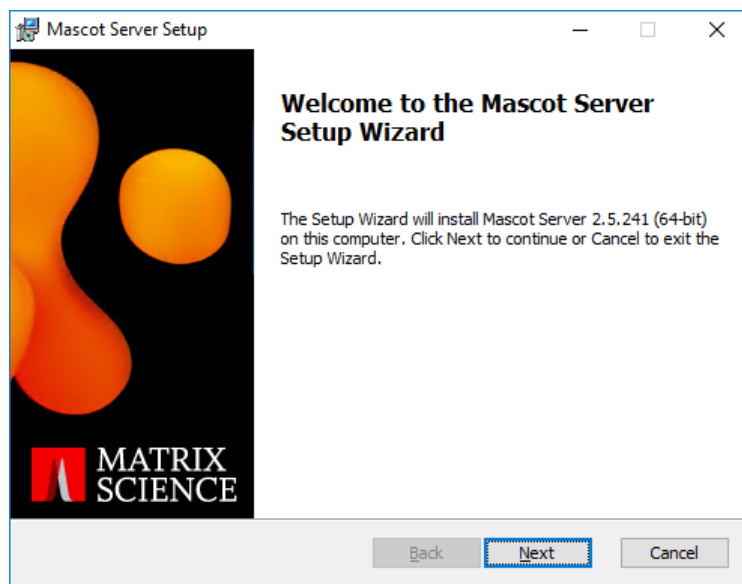 Mascot Server Setup
Welcome to the Mascot Server
Setup Wizard
The Setup Wizard will install Mascot Server 2.5.241 (64-bit)
on this computer. Click Next to continue or Cancel to exit the
Setup Wizard.
MATRIX
SCIENCE
Back
Next
Cancel